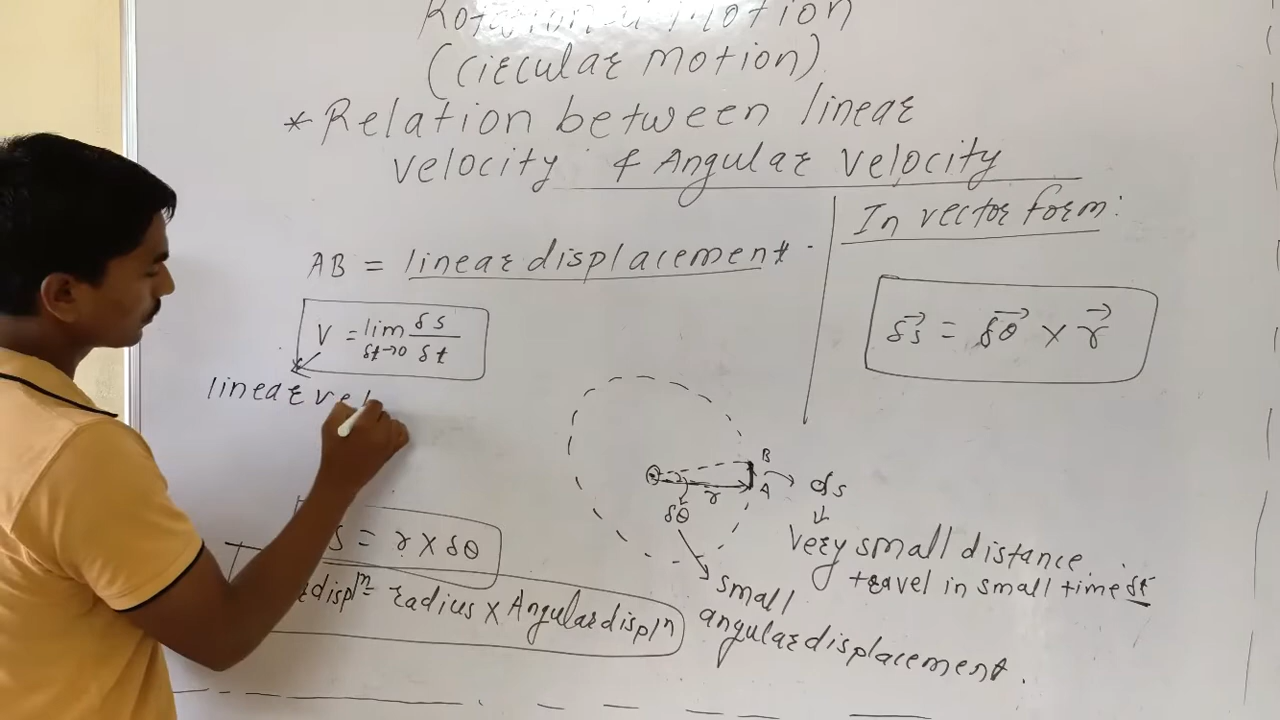 Rotational Motion
(circular motion)
* Relation between linear
velocity & Angular velocity
AB = linear displacement.
V = lim δt→0 δs/δt
linear vel
s = r × δθ
displⁿ = radius × Angular displⁿ
In vector form:
δs⃗ = δθ⃗ × r⃗
B
A
r
δθ
ds
very small distance
travel in small time δt
small
angular displacement.